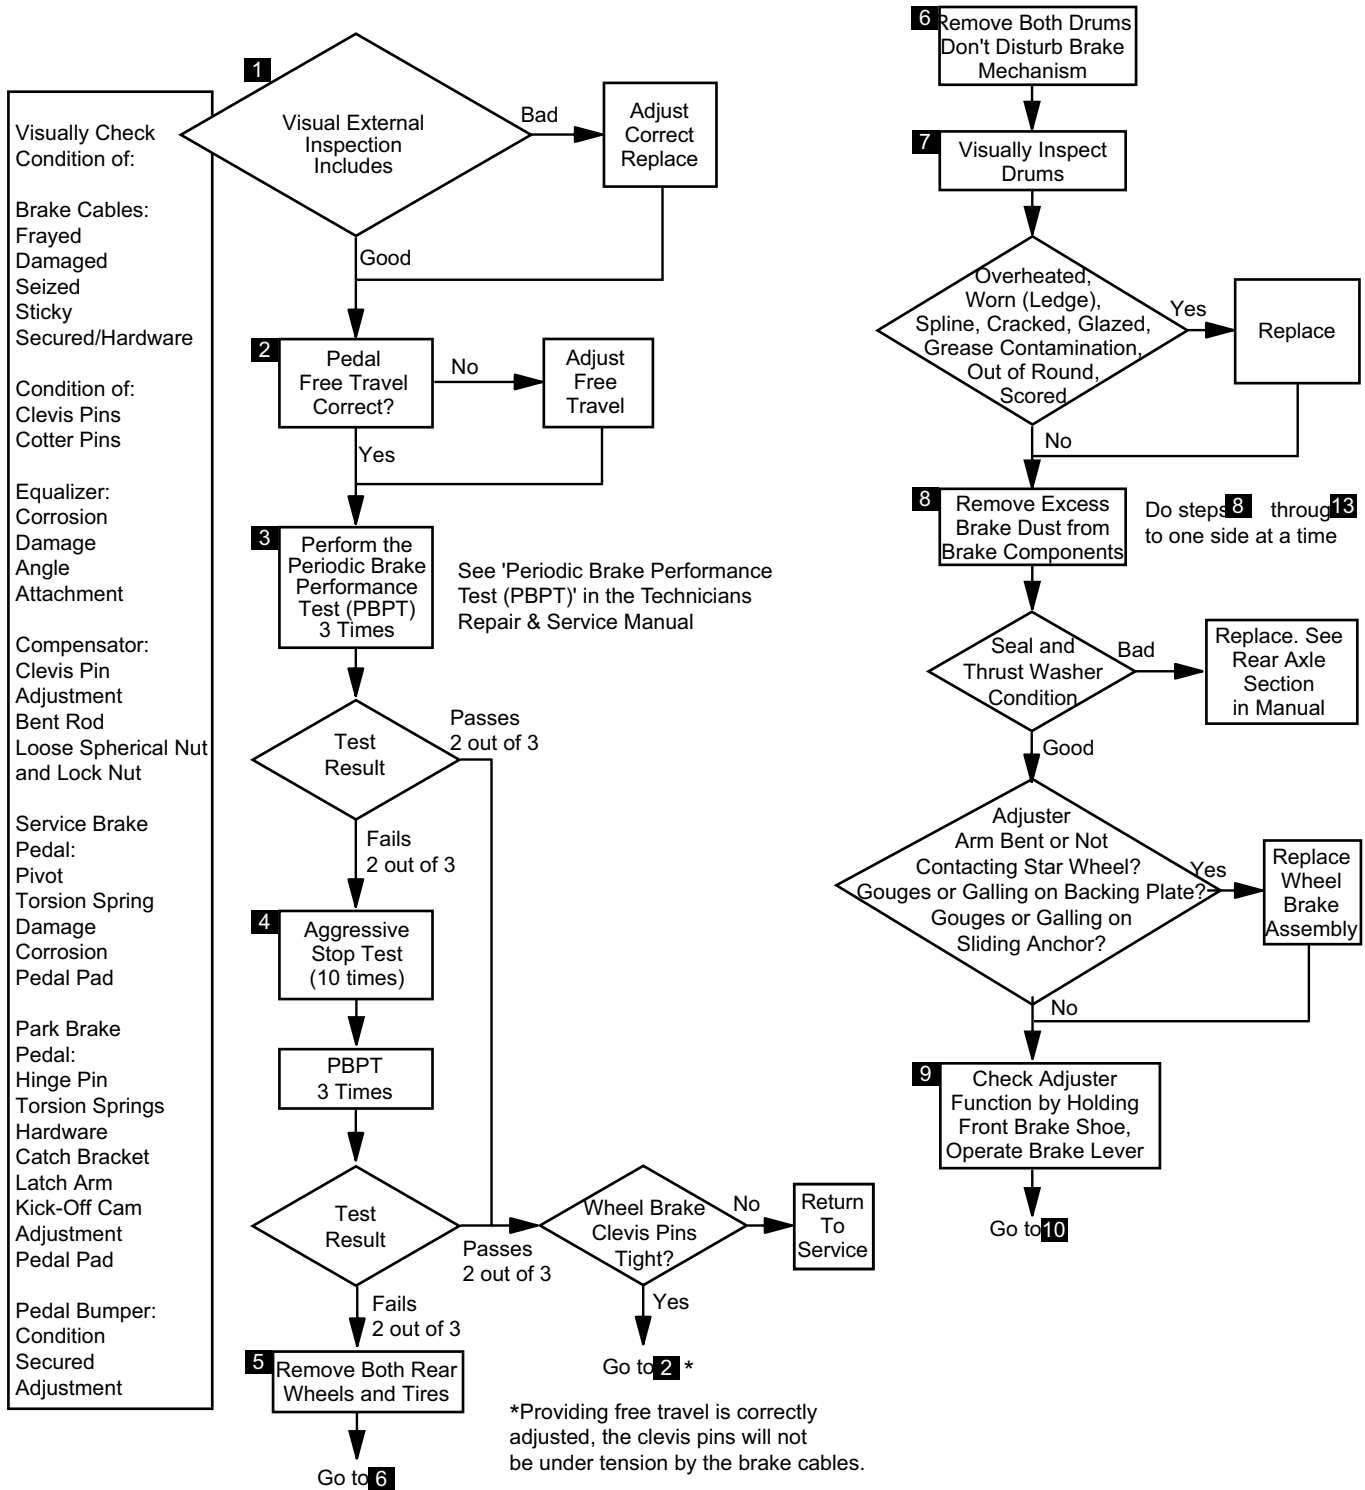 Visually Check
Condition of:
Brake Cables:
Frayed
Damaged
Seized
Sticky
Secured/Hardware
Condition of:
Clevis Pins
Cotter Pins
Equalizer:
Corrosion
Damage
Angle
Attachment
Compensator:
Clevis Pin
Adjustment
Bent Rod
Loose Spherical Nut
and Lock Nut
Service Brake
Pedal:
Pivot
Torsion Spring
Damage
Corrosion
Pedal Pad
Park Brake
Pedal:
Hinge Pin
Torsion Springs
Hardware
Catch Bracket
Latch Arm
Kick-Off Cam
Adjustment
Pedal Pad
Pedal Bumper:
Condition
Secured
Adjustment
1
Visual External
Inspection
Includes
Bad
Adjust
Correct
Replace
Good
2
Pedal
Free Travel
Correct?
No
Adjust
Free
Travel
Yes
3
Perform the
Periodic Brake
Performance
Test (PBPT)
3 Times
See 'Periodic Brake Performance
Test (PBPT)' in the Technicians
Repair & Service Manual
Test
Result
Passes
2 out of 3
Fails
2 out of 3
4
Aggressive
Stop Test
(10 times)
PBPT
3 Times
Test
Result
Passes
2 out of 3
Wheel Brake
Clevis Pins
Tight?
No
Return
To
Service
Yes
Go to 2 *
*Providing free travel is correctly
adjusted, the clevis pins will not
be under tension by the brake cables.
Fails
2 out of 3
5
Remove Both Rear
Wheels and Tires
Go to 6
6
Remove Both Drums
Don't Disturb Brake
Mechanism
7
Visually Inspect
Drums
Overheated,
Worn (Ledge),
Spline, Cracked, Glazed,
Grease Contamination,
Out of Round,
Scored
Yes
Replace
No
8
Remove Excess
Brake Dust from
Brake Components
Do steps 8 throug 13
to one side at a time
Seal and
Thrust Washer
Condition
Bad
Replace. See
Rear Axle
Section
in Manual
Good
Adjuster
Arm Bent or Not
Contacting Star Wheel?
Gouges or Galling on Backing Plate?
Gouges or Galling on
Sliding Anchor?
Yes
Replace
Wheel
Brake
Assembly
No
9
Check Adjuster
Function by Holding
Front Brake Shoe,
Operate Brake Lever
Go to 10